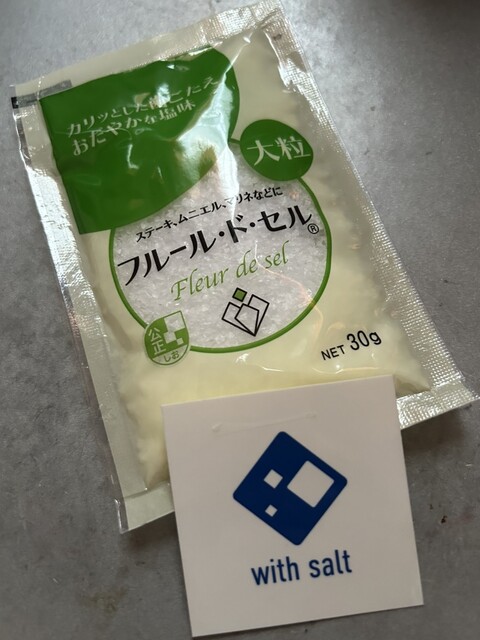 カリッとした歯ごたえ
おだやかな塩味
大粒
ステーキ、ムニエル、マリネなどに
フルール・ド・セル®
Fleur de sel
公正
しお
NET 30g
with salt